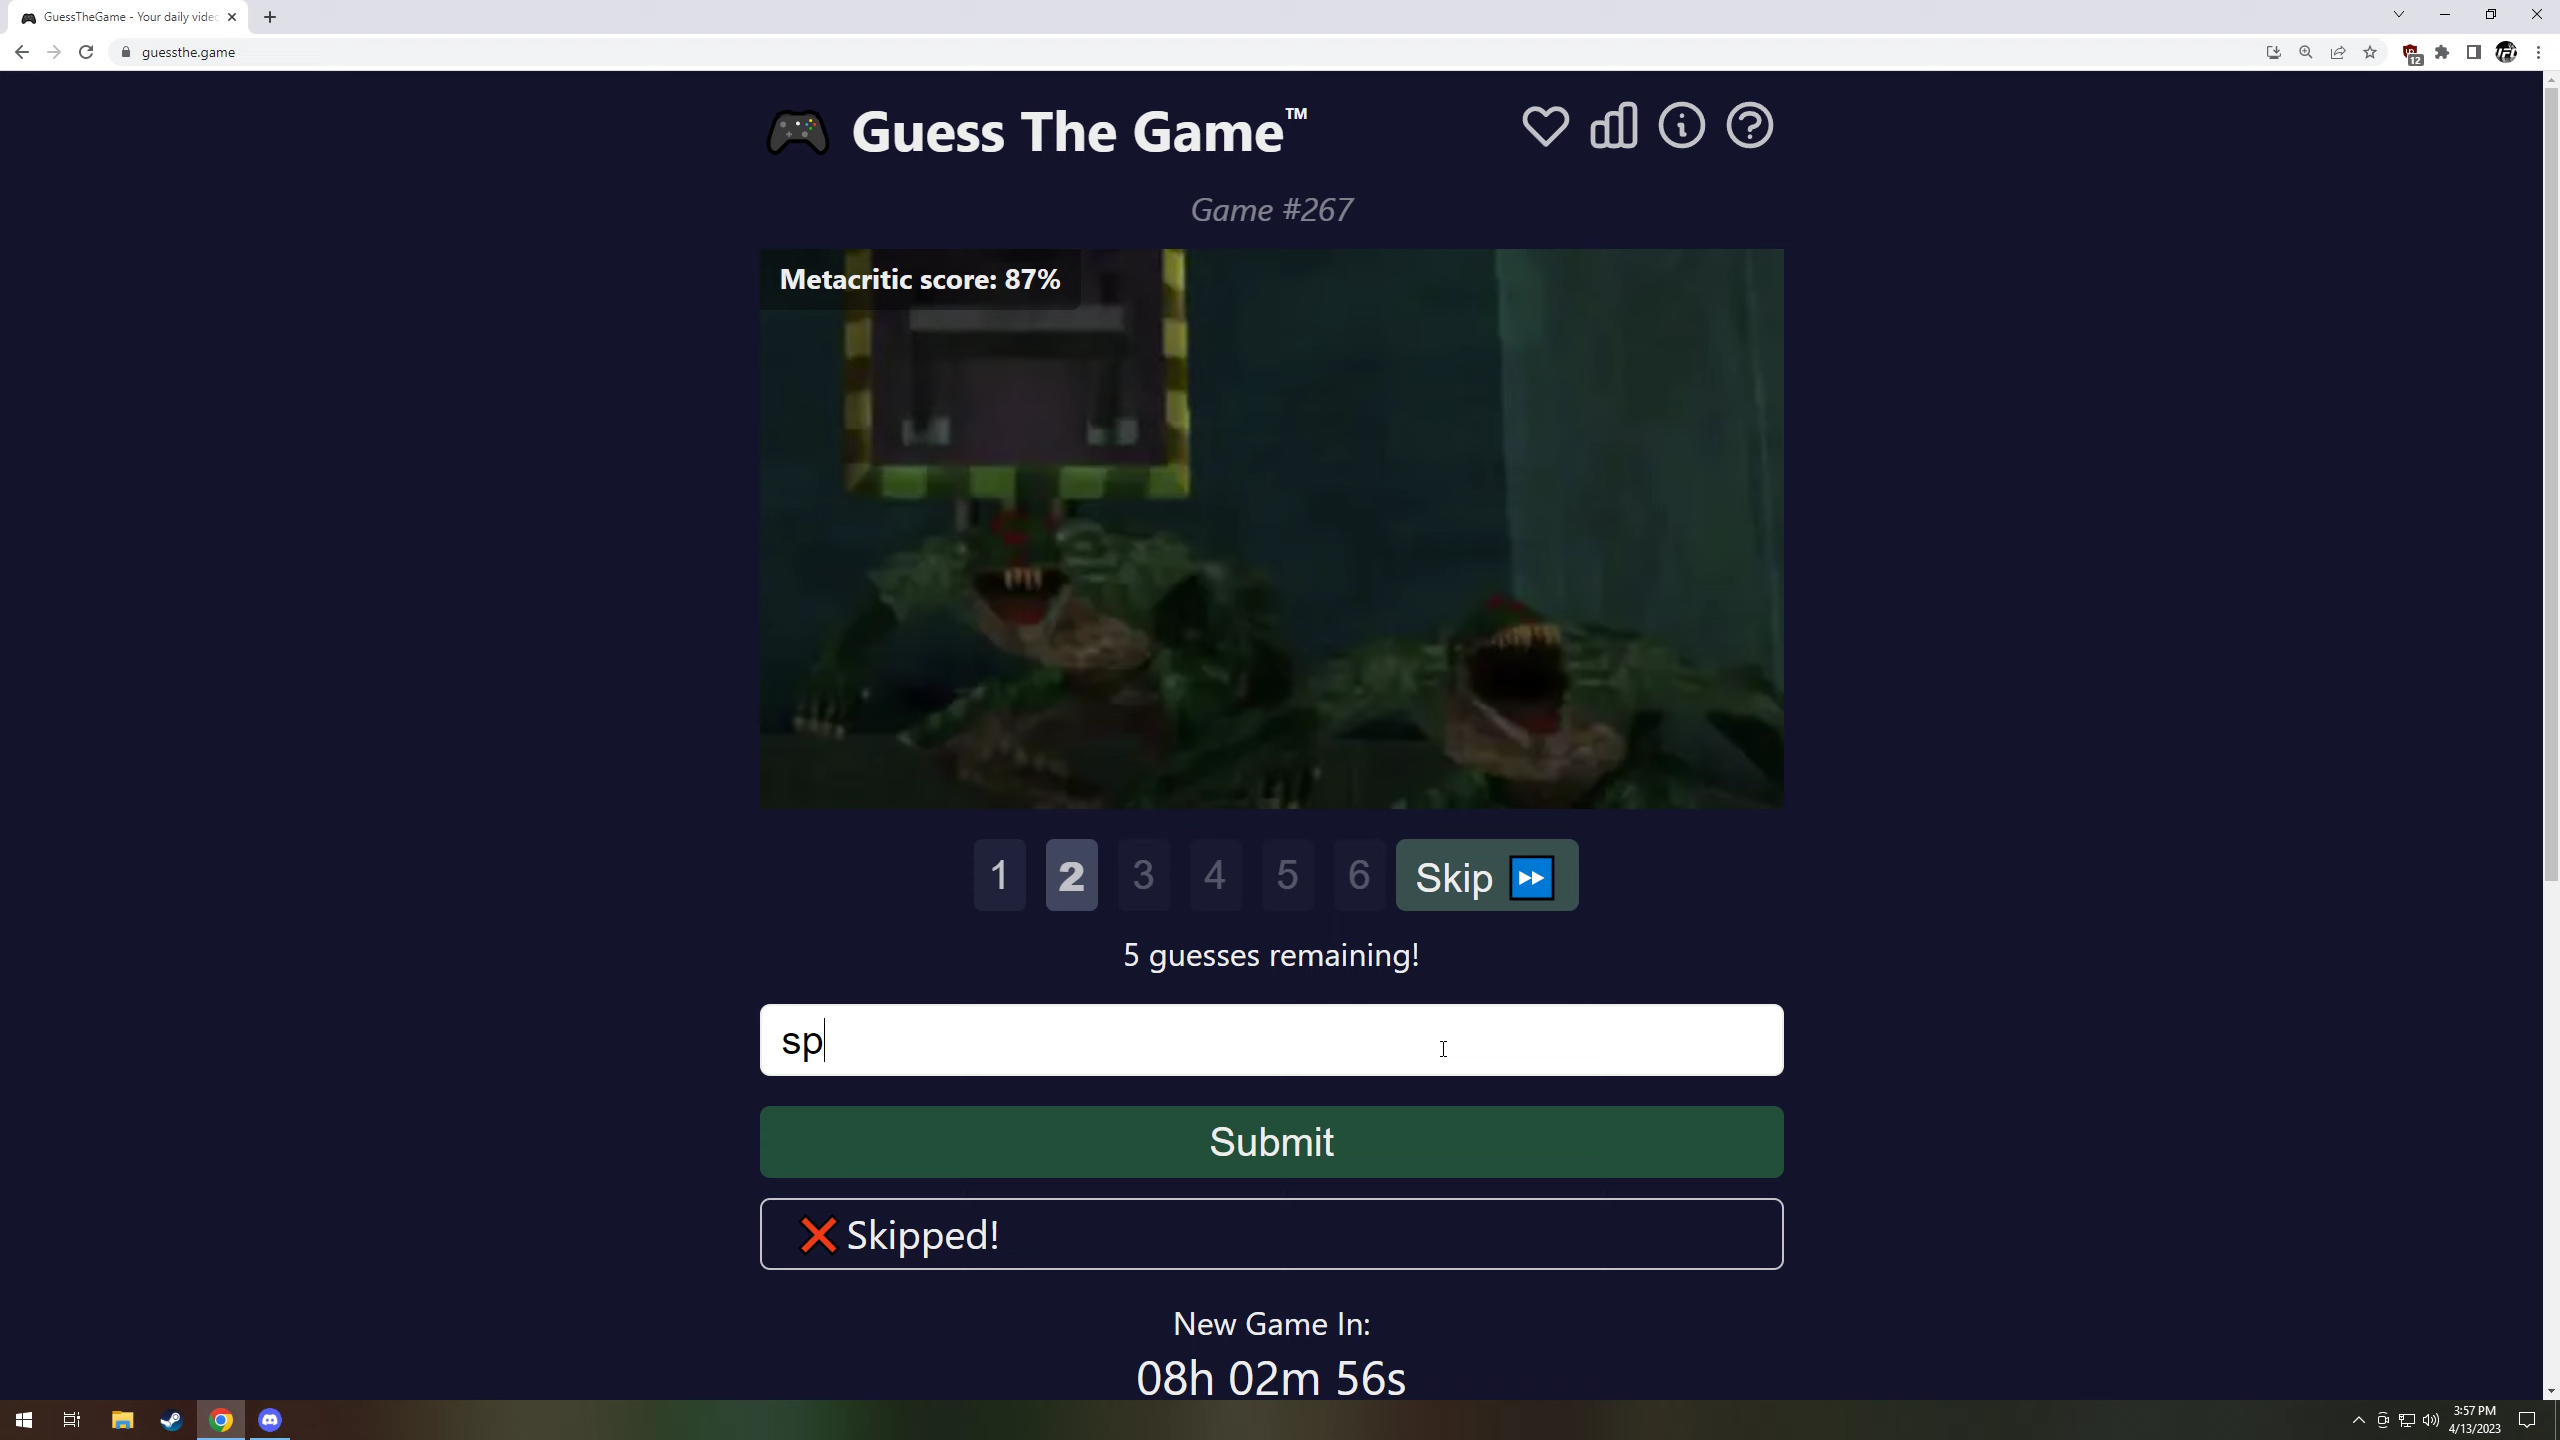 GuessTheGame - Your daily video
guessthe.game
12
Guess The Game™
Game #267
Metacritic score: 87%
1 2 3 4 5 6 Skip
5 guesses remaining!
sp
Submit
Skipped!
New Game In:
08h 02m 56s
3:57 PM
4/13/2023